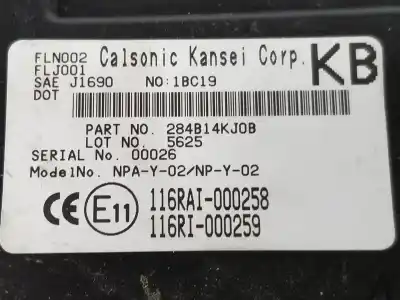 FLN002 Calsonic Kansei Corp. KB
FLJ001
SAE J1690 NO:1BC19
DOT
PART NO. 284B14KJ0B
LOT NO. 5625
SERIAL No. 00026
ModelNo. NPA-Y-02/NP-Y-02
CE E11 116RAI-000258
116RI-000259